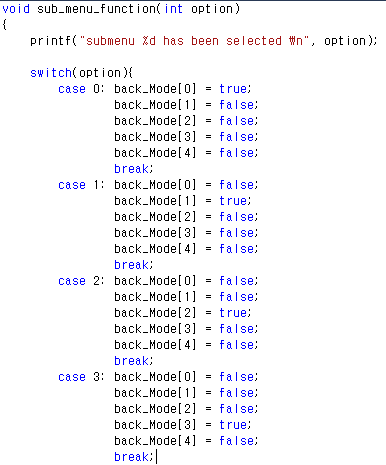 void sub_menu_function(int option)
{
    printf("submenu %d has been selected ₩n", option);
    switch(option){
        case 0: back_Mode[0] = true;
                back_Mode[1] = false;
                back_Mode[2] = false;
                back_Mode[3] = false;
                back_Mode[4] = false;
                break;
        case 1: back_Mode[0] = false;
                back_Mode[1] = true;
                back_Mode[2] = false;
                back_Mode[3] = false;
                back_Mode[4] = false;
                break;
        case 2: back_Mode[0] = false;
                back_Mode[1] = false;
                back_Mode[2] = true;
                back_Mode[3] = false;
                back_Mode[4] = false;
                break;
        case 3: back_Mode[0] = false;
                back_Mode[1] = false;
                back_Mode[2] = false;
                back_Mode[3] = true;
                back_Mode[4] = false;
                break;